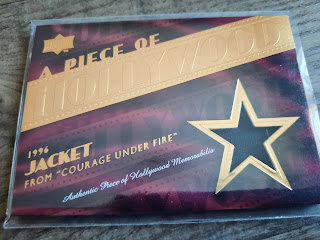 A PIECE OF
HOLLYWOOD
1996
JACKET
FROM "COURAGE UNDER FIRE"
Authentic Piece of Hollywood Memorabilia